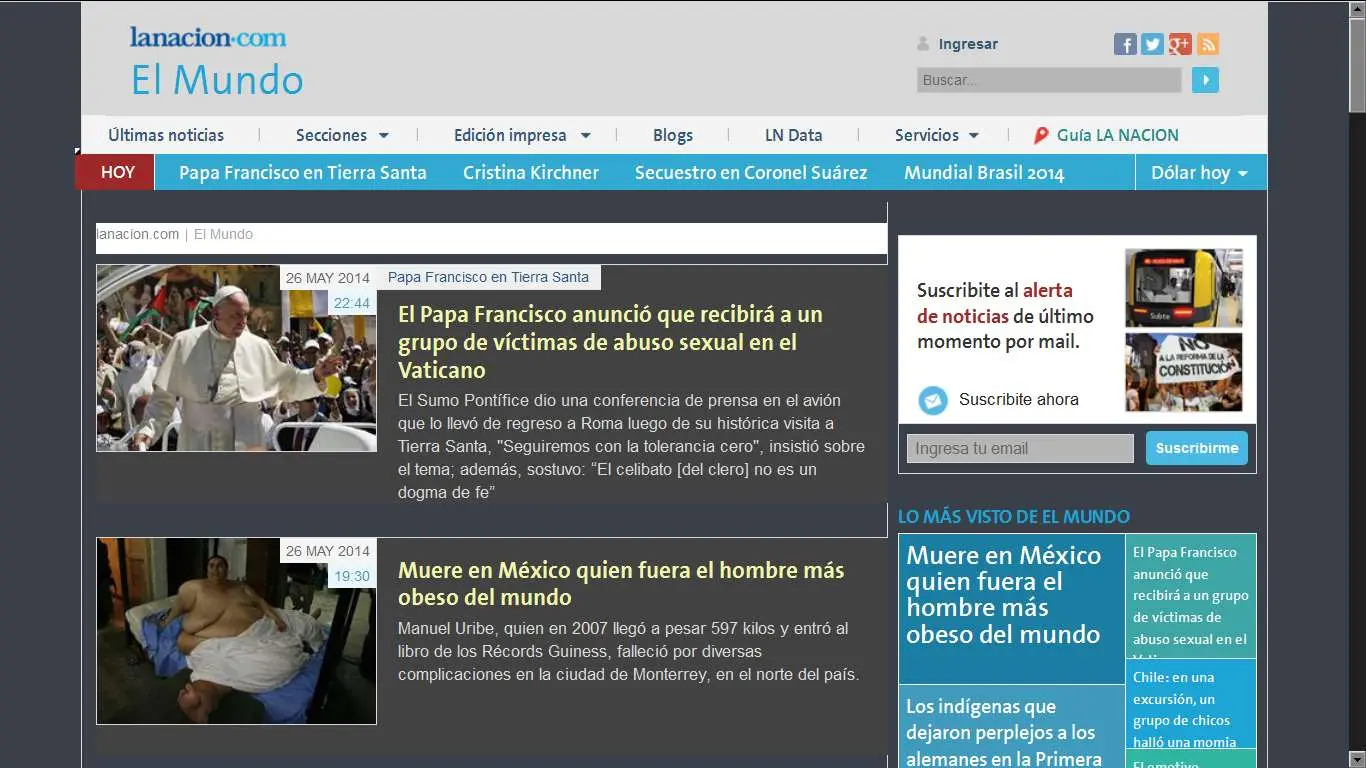 lanacion.com
El Mundo
Ingresar
Buscar...
Últimas noticias
Secciones
Edición impresa
Blogs
LN Data
Servicios
Guía LA NACION
HOY
Papa Francisco en Tierra Santa
Cristina Kirchner
Secuestro en Coronel Suárez
Mundial Brasil 2014
Dólar hoy
lanacion.com | El Mundo
26 MAY 2014
22:44
Papa Francisco en Tierra Santa
El Papa Francisco anunció que recibirá a un
grupo de víctimas de abuso sexual en el
Vaticano
El Sumo Pontífice dio una conferencia de prensa en el avión
que lo llevó de regreso a Roma luego de su histórica visita a
Tierra Santa, "Seguiremos con la tolerancia cero", insistió sobre
el tema; además, sostuvo: “El celibato [del clero] no es un
dogma de fe”
26 MAY 2014
19:30
Muere en México quien fuera el hombre más
obeso del mundo
Manuel Uribe, quien en 2007 llegó a pesar 597 kilos y entró al
libro de los Récords Guiness, falleció por diversas
complicaciones en la ciudad de Monterrey, en el norte del país.
Suscribite al alerta
de noticias de último
momento por mail.
Subte
NO
A LA REFORMA DE LA
CONSTITUCIÓN
Suscribite ahora
Ingresa tu email
Suscribirme
LO MÁS VISTO DE EL MUNDO
Muere en México
quien fuera el
hombre más
obeso del mundo
El Papa Francisco
anunció que
recibirá a un grupo
de víctimas de
abuso sexual en el
Los indígenas que
dejaron perplejos a los
alemanes en la Primera
Chile: en una
excursión, un
grupo de chicos
halló una momia
El emotivo